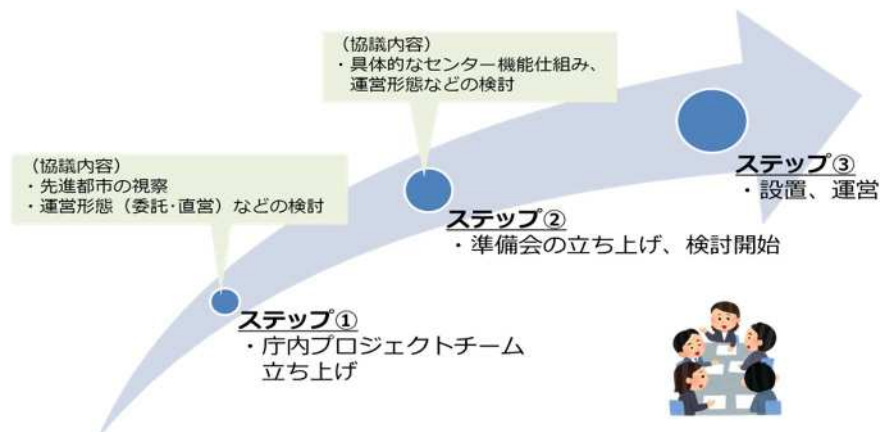 （協議内容）
・具体的なセンター機能仕組み、
運営形態などの検討
（協議内容）
・先進都市の視察
・運営形態（委託・直営）などの検討
ステップ③
・設置、運営
ステップ②
・準備会の立ち上げ、検討開始
ステップ①
・庁内プロジェクトチーム
立ち上げ